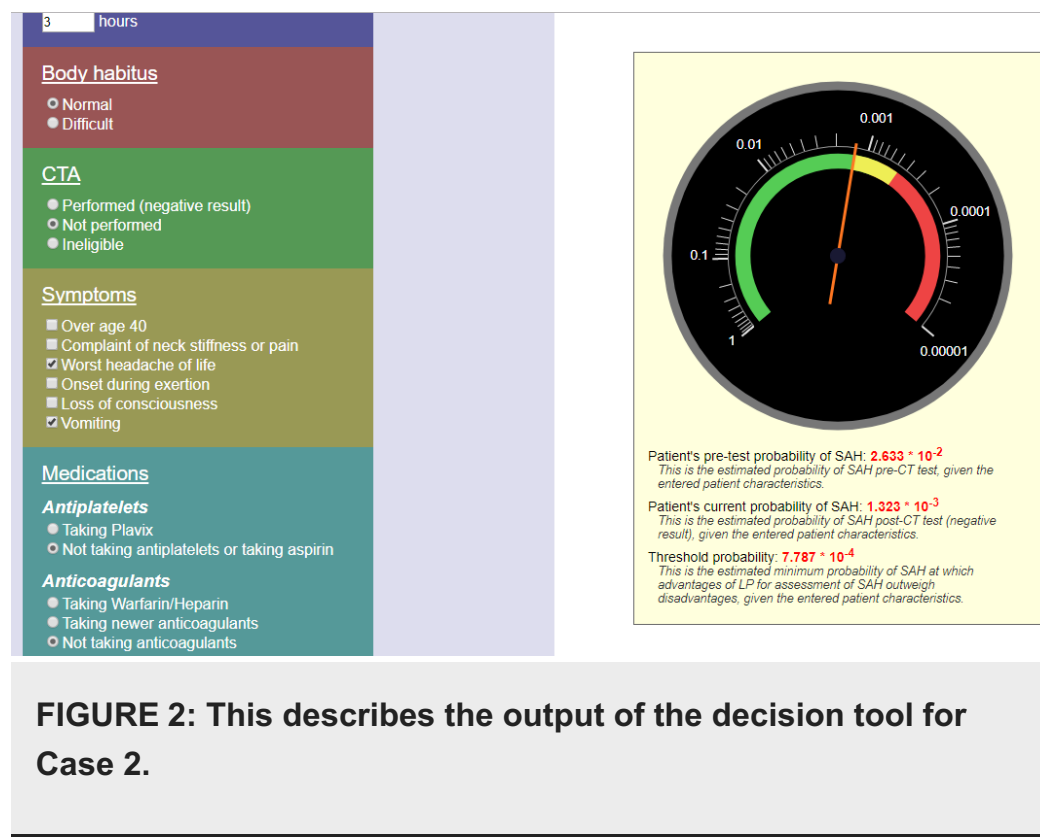 3 hours
Body habitus
Normal
Difficult
CTA
Performed (negative result)
Not performed
Ineligible
Symptoms
Over age 40
Complaint of neck stiffness or pain
Worst headache of life
Onset during exertion
Loss of consciousness
Vomiting
Medications
Antiplatelets
Taking Plavix
Not taking antiplatelets or taking aspirin
Anticoagulants
Taking Warfarin/Heparin
Taking newer anticoagulants
Not taking anticoagulants
0.001
0.01
0.0001
0.1
1
0.00001
Patient's pre-test probability of SAH: 2.633 * 10-2
This is the estimated probability of SAH pre-CT test, given the
entered patient characteristics.
Patient's current probability of SAH: 1.323 * 10-3
This is the estimated probability of SAH post-CT test (negative
result), given the entered patient characteristics.
Threshold probability: 7.787 * 10-4
This is the estimated minimum probability of SAH at which
advantages of LP for assessment of SAH outweigh
disadvantages, given the entered patient characteristics.
FIGURE 2: This describes the output of the decision tool for
Case 2.